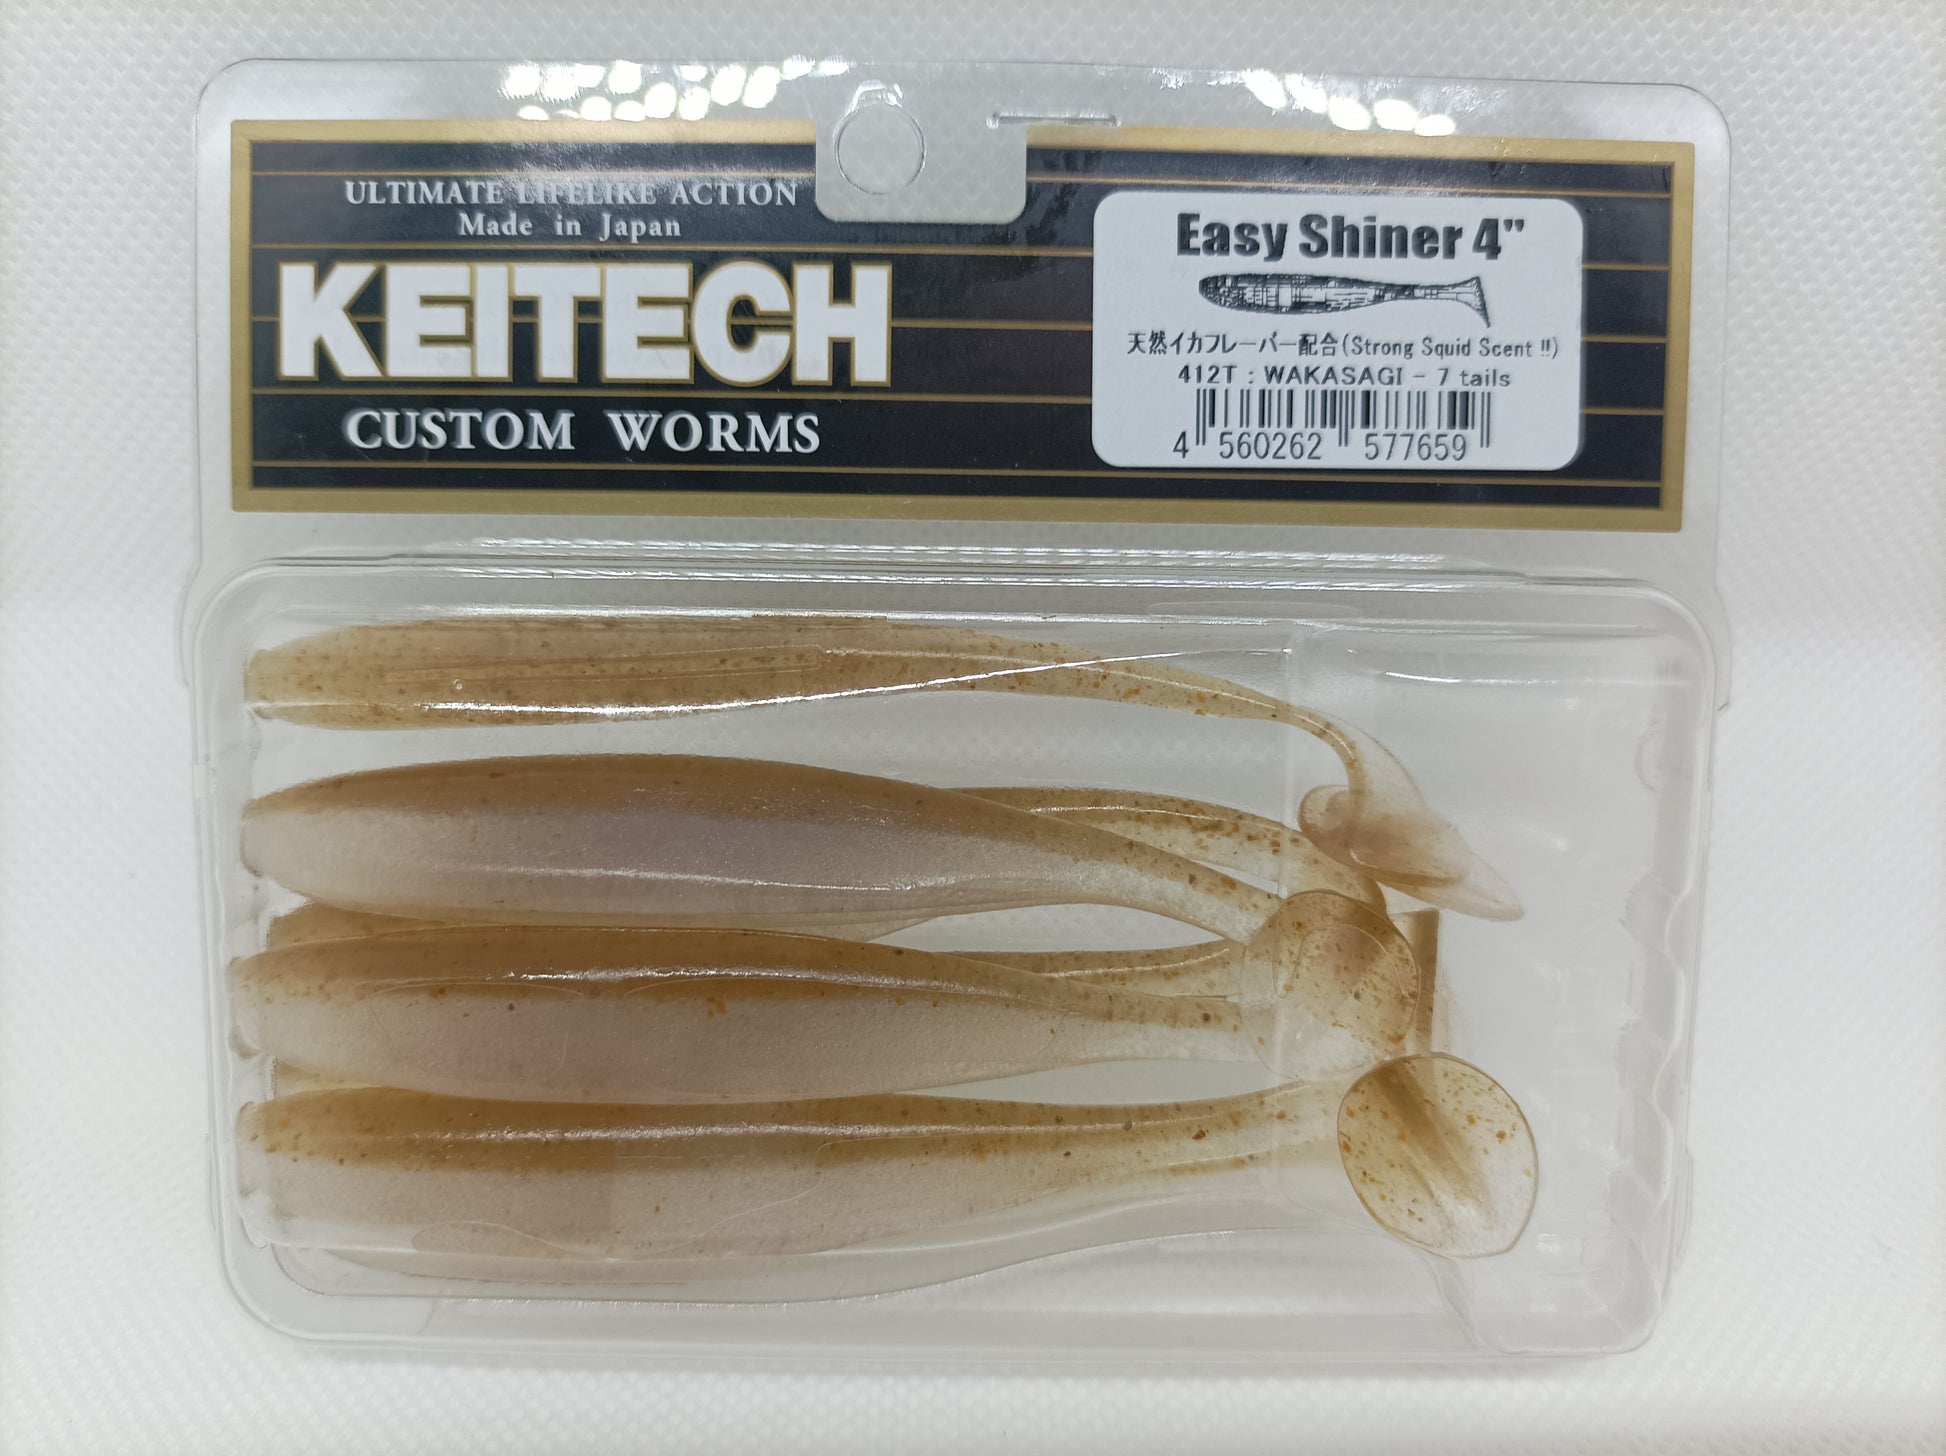 ULTIMATE LIFELIKE ACTION
Made in Japan
KEITECH
CUSTOM WORMS
Easy Shiner 4"
天然イカフレーバー配合(Strong Squid Scent !!)
412T : WAKASAGI - 7 tails
4 560262 577659